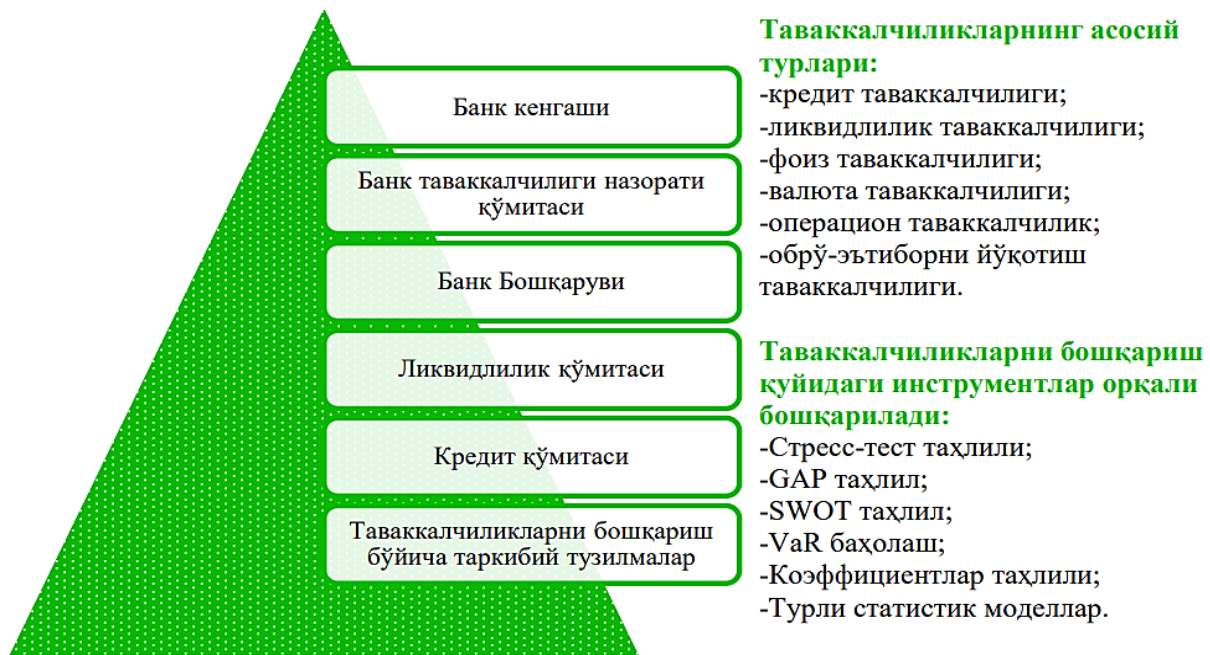 Банк кенгаши
Банк таваккалчилиги назорати
қўмитаси
Банк Бошқаруви
Ликвидлилик қўмитаси
Кредит қўмитаси
Таваккалчиликларни бошқариш
бўйича таркибий тузилмалар
Таваккалчиликларнинг асосий
турлари:
-кредит таваккалчилиги;
-ликвидлилик таваккалчилиги;
-фоиз таваккалчилиги;
-валюта таваккалчилиги;
-операцион таваккалчилик;
-обрў-эътиборни йўқотиш
таваккалчилиги.
Таваккалчиликларни бошқариш
қуйидаги инструментлар орқали
бошқарилади:
-Стресс-тест таҳлили;
-GAP таҳлил;
-SWOT таҳлил;
-VaR баҳолаш;
-Коэффициентлар таҳлили;
-Турли статистик моделлар.